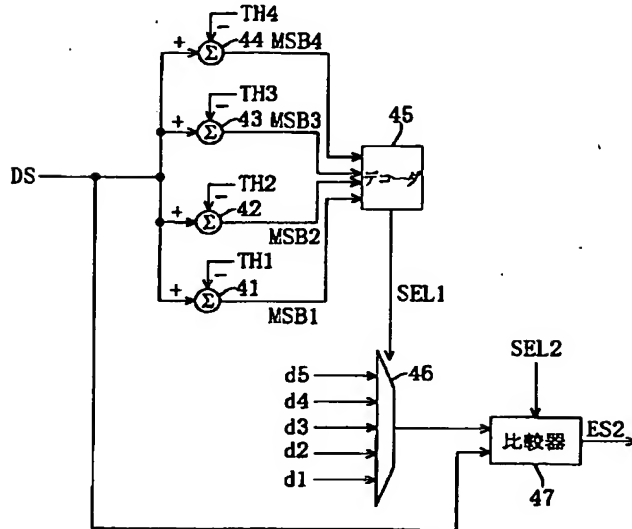 TH4
44 MSB4
+
−
Σ
TH3
43 MSB3
+
−
Σ
45
デコーダ
DS
TH2
42
MSB2
+
−
Σ
TH1
41
MSB1
+
−
Σ
SEL1
46
d5
d4
d3
d2
d1
SEL2
比較器
ES2
47